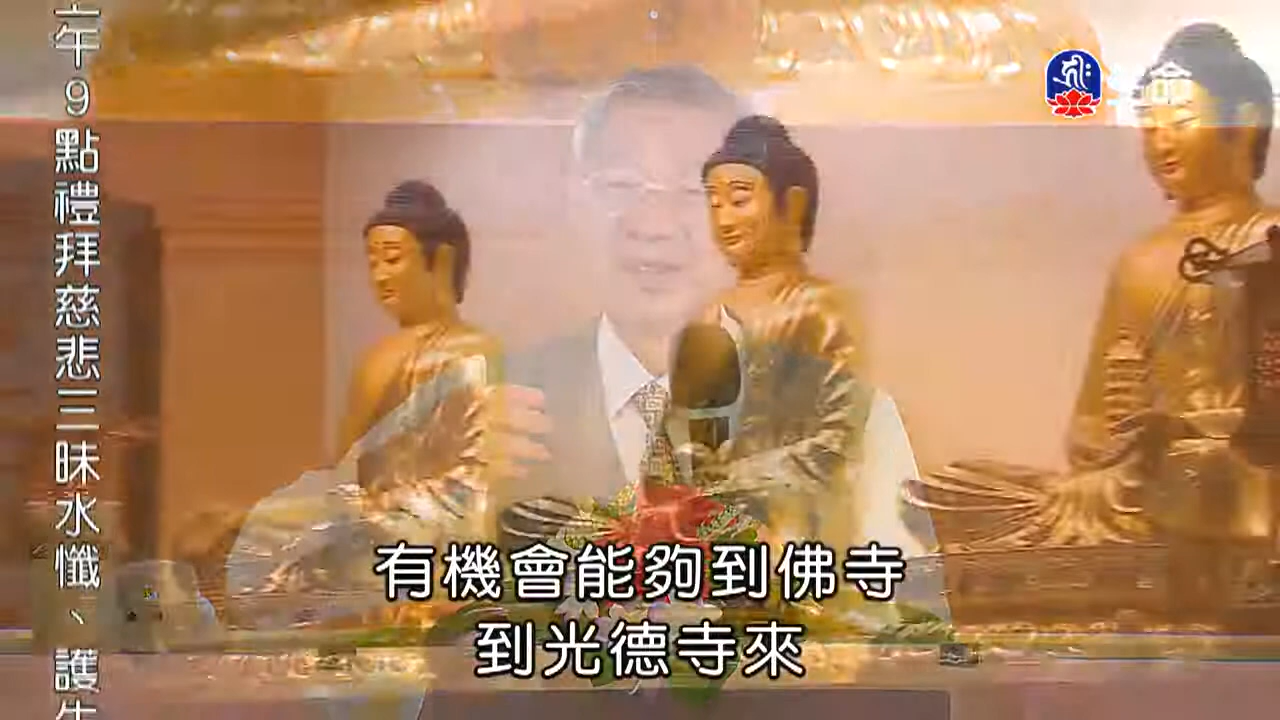 午9點禮拜慈悲三昧水懺、護
生命
有機會能夠到佛寺
到光德寺來